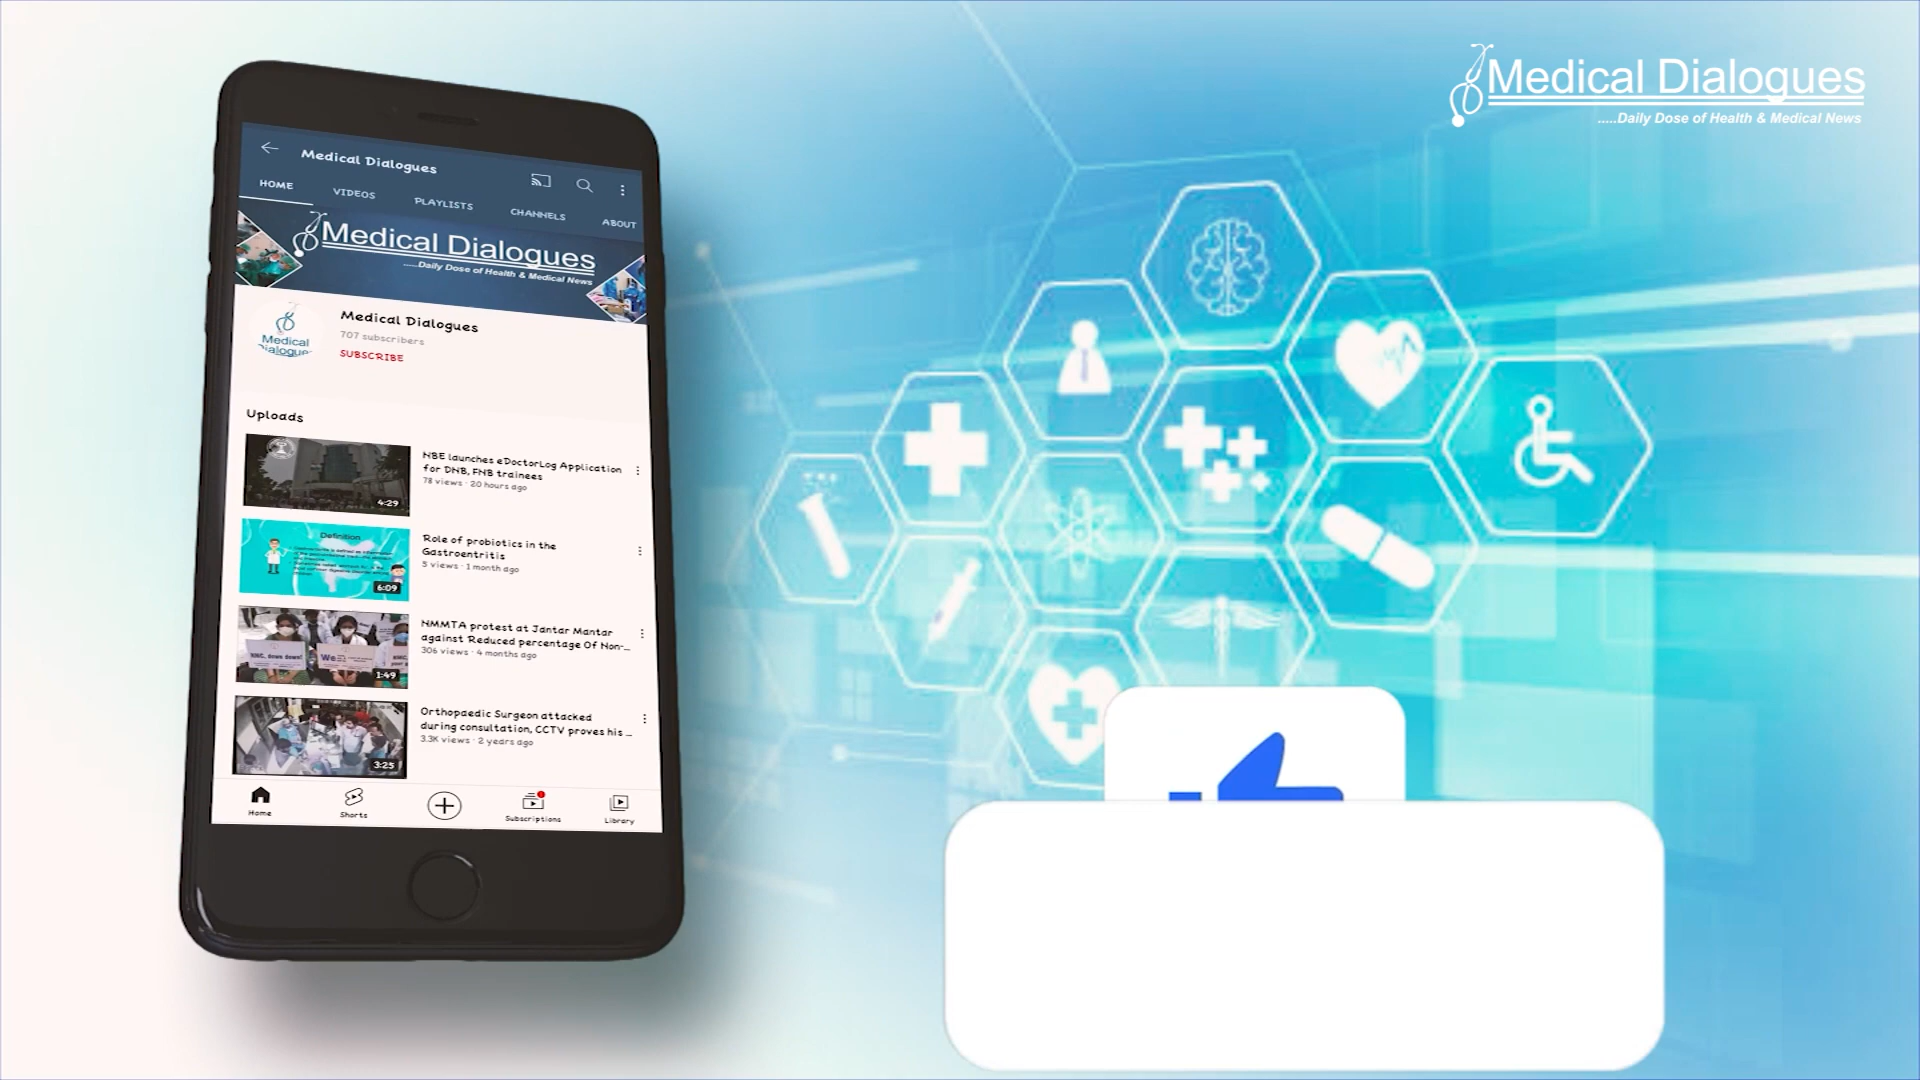 Medical Dialogues
.....Daily Dose of Health & Medical News
Medical Dialogues
HOME
VIDEOS
PLAYLISTS
CHANNELS
ABOUT
Medical Dialogues
.....Daily Dose of Health & Medical News
Medical
Dialogue
Medical Dialogues
707 subscribers
SUBSCRIBE
Uploads
4:29
NBE launches eDoctorLog Application
for DNB, FNB trainees
78 views · 20 hours ago
Definition
6:09
Role of probiotics in the
Gastroentritis
5 views · 1 month ago
We
1:49
NMMTA protest at Jantar Mantar
against Reduced percentage Of Non-...
306 views · 4 months ago
3:25
Orthopaedic Surgeon attacked
during consultation, CCTV proves his ...
3.3K views · 2 years ago
Home
Shorts
Subscriptions
Library